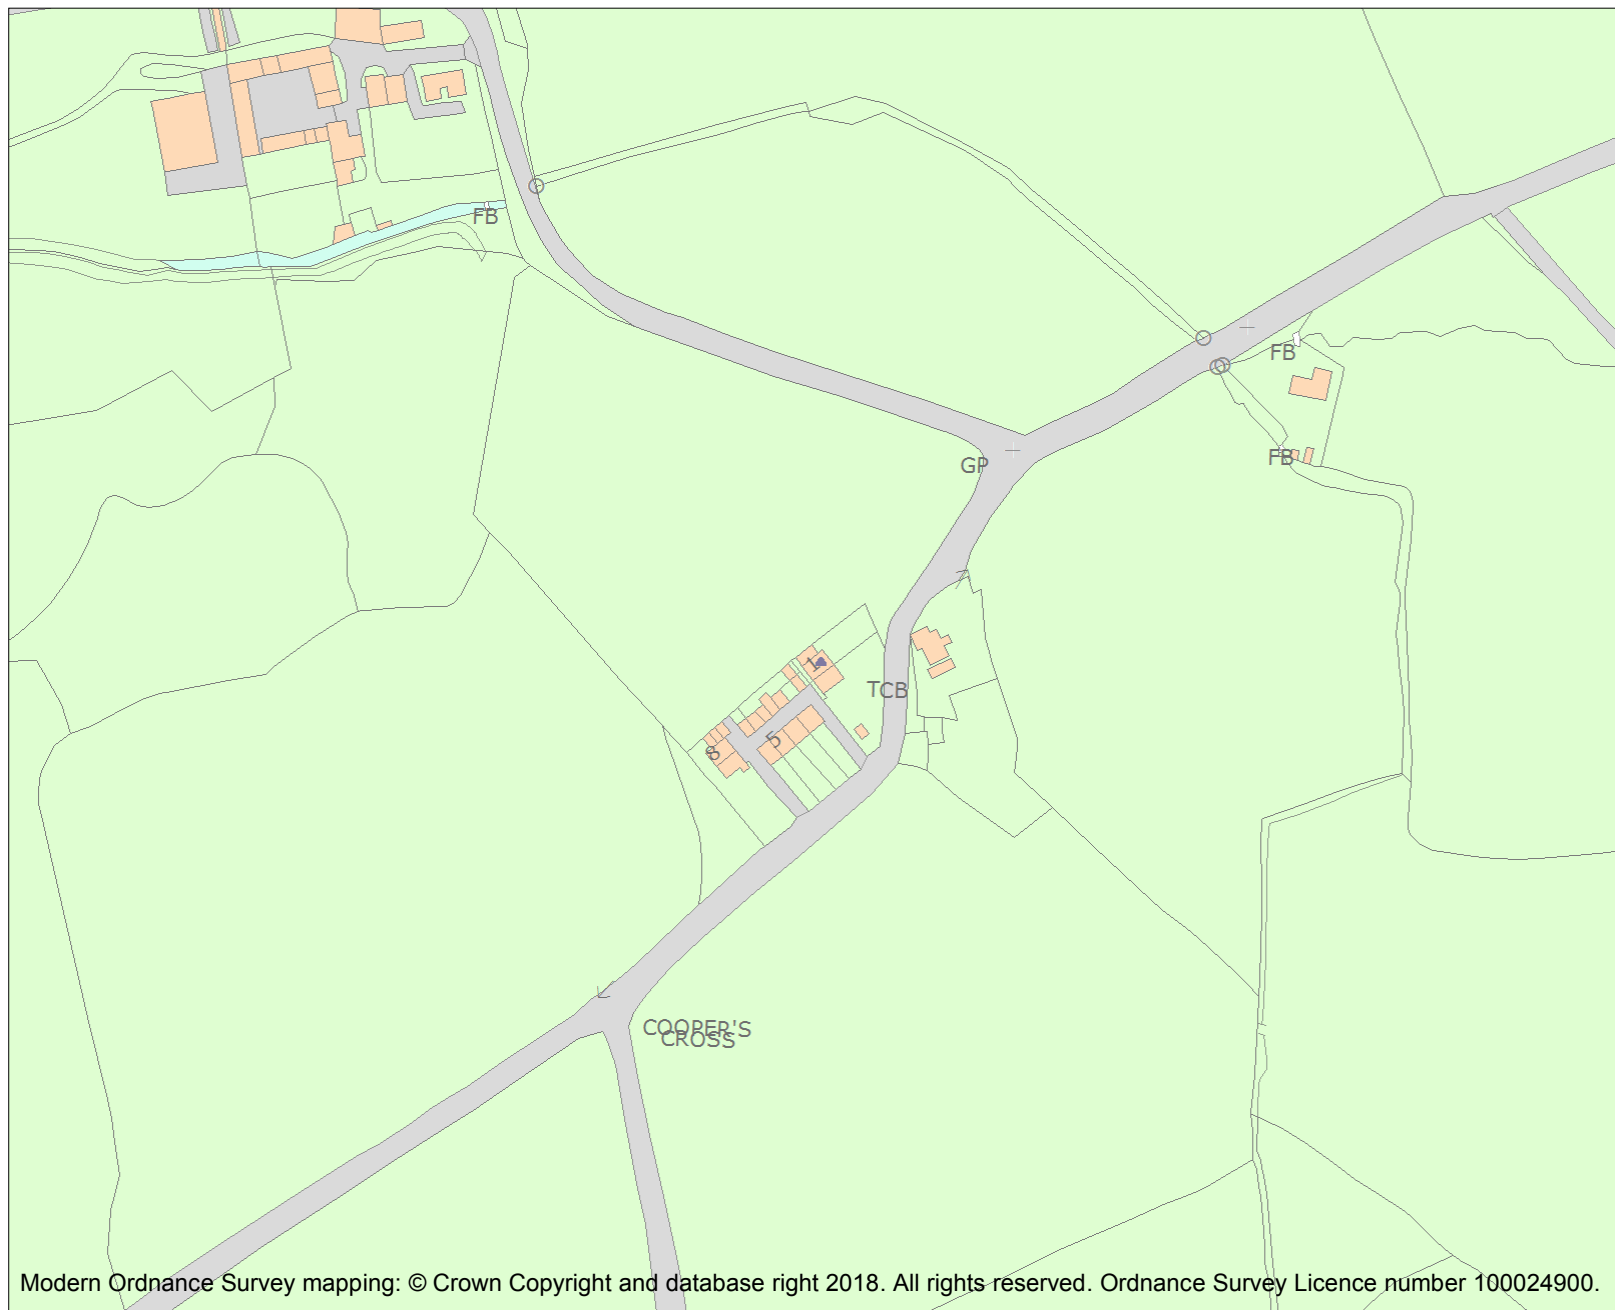 FB
FB
FB
GP
1
TCB
5
8
COOPER'S
CROSS
Modern Ordnance Survey mapping: © Crown Copyright and database right 2018. All rights reserved. Ordnance Survey Licence number 100024900.